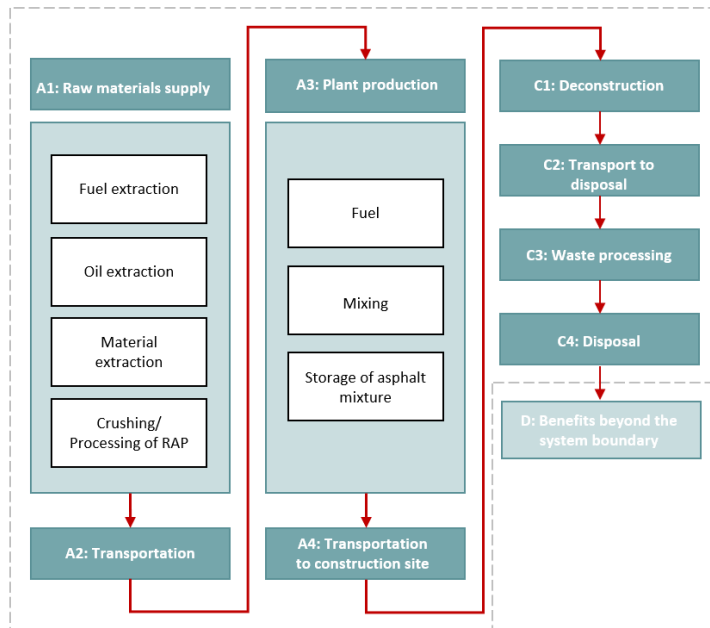 A1: Raw materials supply
Fuel extraction
Oil extraction
Material
extraction
Crushing/
Processing of RAP
A2: Transportation
A3: Plant production
Fuel
Mixing
Storage of asphalt
mixture
A4: Transportation
to construction site
C1: Deconstruction
C2: Transport to
disposal
C3: Waste processing
C4: Disposal
D: Benefits beyond the
system boundary